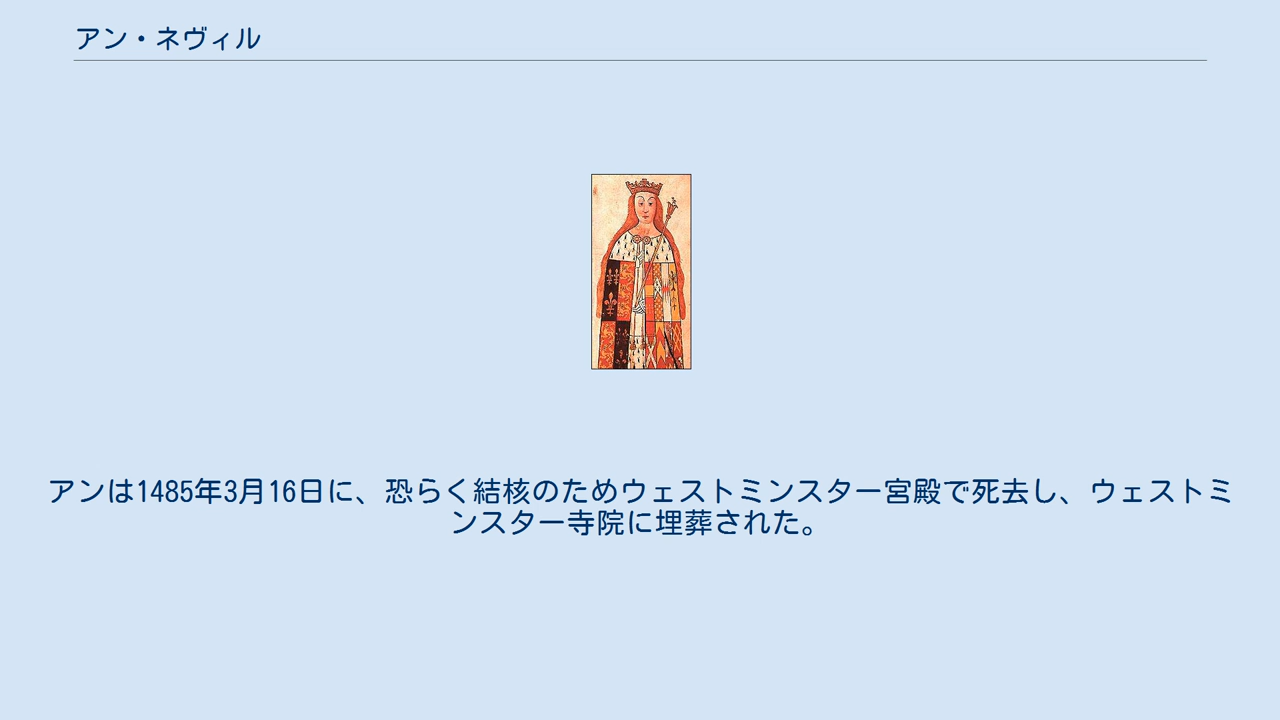 アン・ネヴィル
アンは1485年3月16日に、恐らく結核のためウェストミンスター宮殿で死去し、ウェストミ
ンスター寺院に埋葬された。